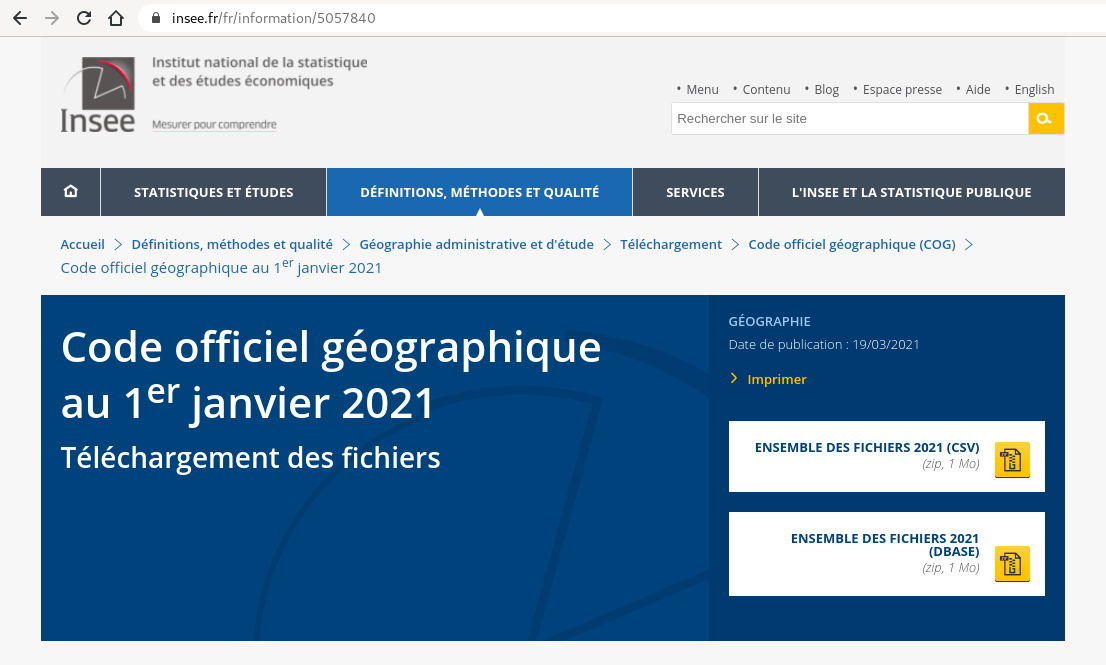 insee.fr/fr/information/5057840
Institut national de la statistique
et des études économiques
Insee
Mesurer pour comprendre
• Menu • Contenu • Blog • Espace presse • Aide • English
Rechercher sur le site
STATISTIQUES ET ÉTUDES DÉFINITIONS, MÉTHODES ET QUALITÉ SERVICES L'INSEE ET LA STATISTIQUE PUBLIQUE
Accueil > Définitions, méthodes et qualité > Géographie administrative et d'étude > Téléchargement > Code officiel géographique (COG) >
Code officiel géographique au 1er janvier 2021
Code officiel géographique
au 1er janvier 2021
Téléchargement des fichiers
GÉOGRAPHIE
Date de publication : 19/03/2021
> Imprimer
ENSEMBLE DES FICHIERS 2021 (CSV)
(zip, 1 Mo)
ENSEMBLE DES FICHIERS 2021
(DBASE)
(zip, 1 Mo)